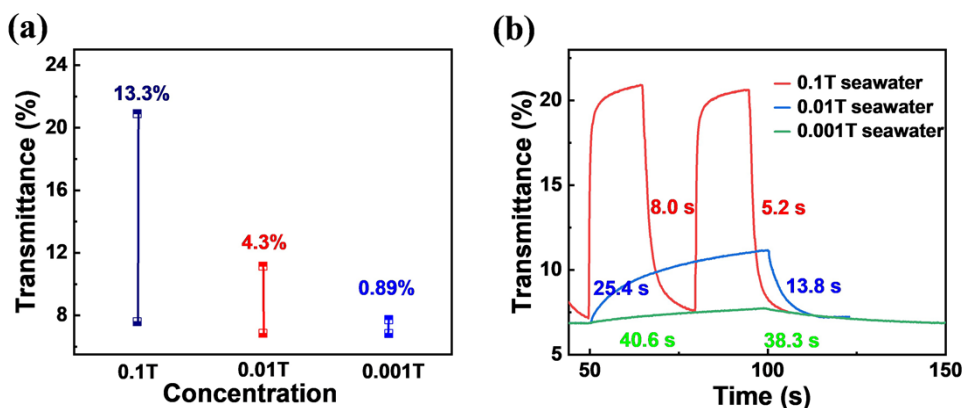 (a)
Transmittance (%)
24
20
16
12
8
13.3%
4.3%
0.89%
0.1T
0.01T
0.001T
Concentration
(b)
Transmittance (%)
20
15
10
5
0.1T seawater
0.01T seawater
0.001T seawater
8.0 s
5.2 s
25.4 s
13.8 s
40.6 s
38.3 s
50
100
150
Time (s)